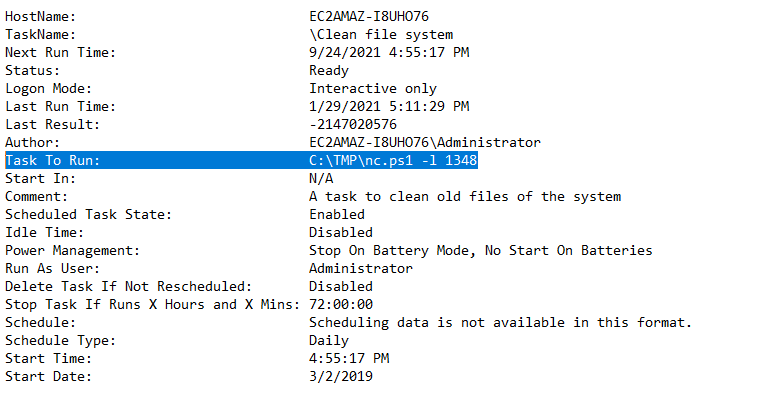 HostName: EC2AMAZ-I8UHO76
TaskName: \Clean file system
Next Run Time: 9/24/2021 4:55:17 PM
Status: Ready
Logon Mode: Interactive only
Last Run Time: 1/29/2021 5:11:29 PM
Last Result: -2147020576
Author: EC2AMAZ-I8UHO76\Administrator
Task To Run: C:\TMP\nc.ps1 -l 1348
Start In: N/A
Comment: A task to clean old files of the system
Scheduled Task State: Enabled
Idle Time: Disabled
Power Management: Stop On Battery Mode, No Start On Batteries
Run As User: Administrator
Delete Task If Not Rescheduled: Disabled
Stop Task If Runs X Hours and X Mins: 72:00:00
Schedule: Scheduling data is not available in this format.
Schedule Type: Daily
Start Time: 4:55:17 PM
Start Date: 3/2/2019